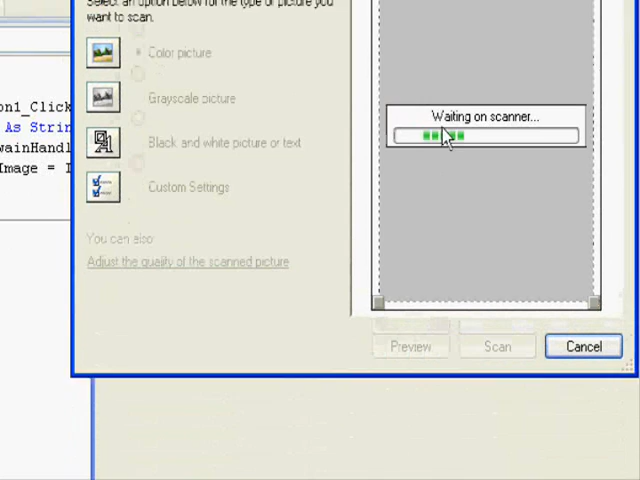 Select an option below for the type of picture you
want to scan.
Color picture
Grayscale picture
Black and white picture or text
Custom Settings
You can also:
Adjust the quality of the scanned picture
on1_Click
As Strin
wainHandl
Image = I
Waiting on scanner...
Preview
Scan
Cancel